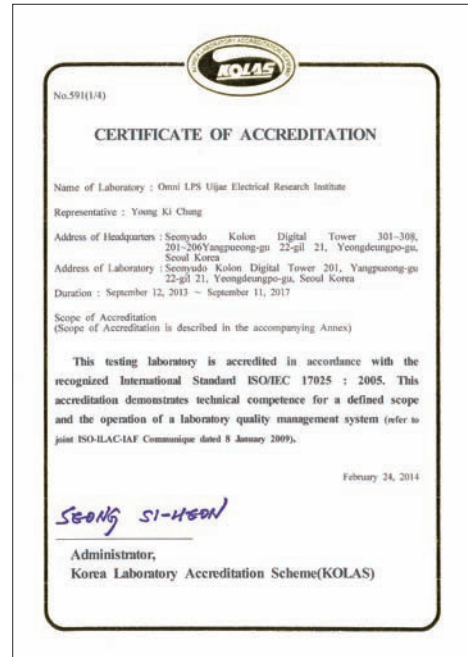 KOREA LABORATORY ACCREDITATION SCHEME
KOLAS
No.591(1/4)
CERTIFICATE OF ACCREDITATION
Name of Laboratory : Omni LPS Uijae Electrical Research Institute
Representative : Young Ki Chung
Address of Headquarters : Seonyudo Kolon Digital Tower 301~308,
201~206Yangpueong-gu 22-gil 21, Yeongdeungpo-gu,
Seoul Korea
Address of Laboratory : Seonyudo Kolon Digital Tower 201, Yangpueong-gu
22-gil 21, Yeongdeungpo-gu, Seoul Korea
Duration : September 12, 2013 ~ September 11, 2017
Scope of Accreditation
(Scope of Accreditation is described in the accompanying Annex)
This testing laboratory is accredited in accordance with the
recognized International Standard ISO/IEC 17025 : 2005. This
accreditation demonstrates technical competence for a defined scope
and the operation of a laboratory quality management system (refer to
joint ISO-ILAC-IAF Communique dated 8 January 2009).
February 24, 2014
SEONG SI-HEON
Administrator,
Korea Laboratory Accreditation Scheme(KOLAS)